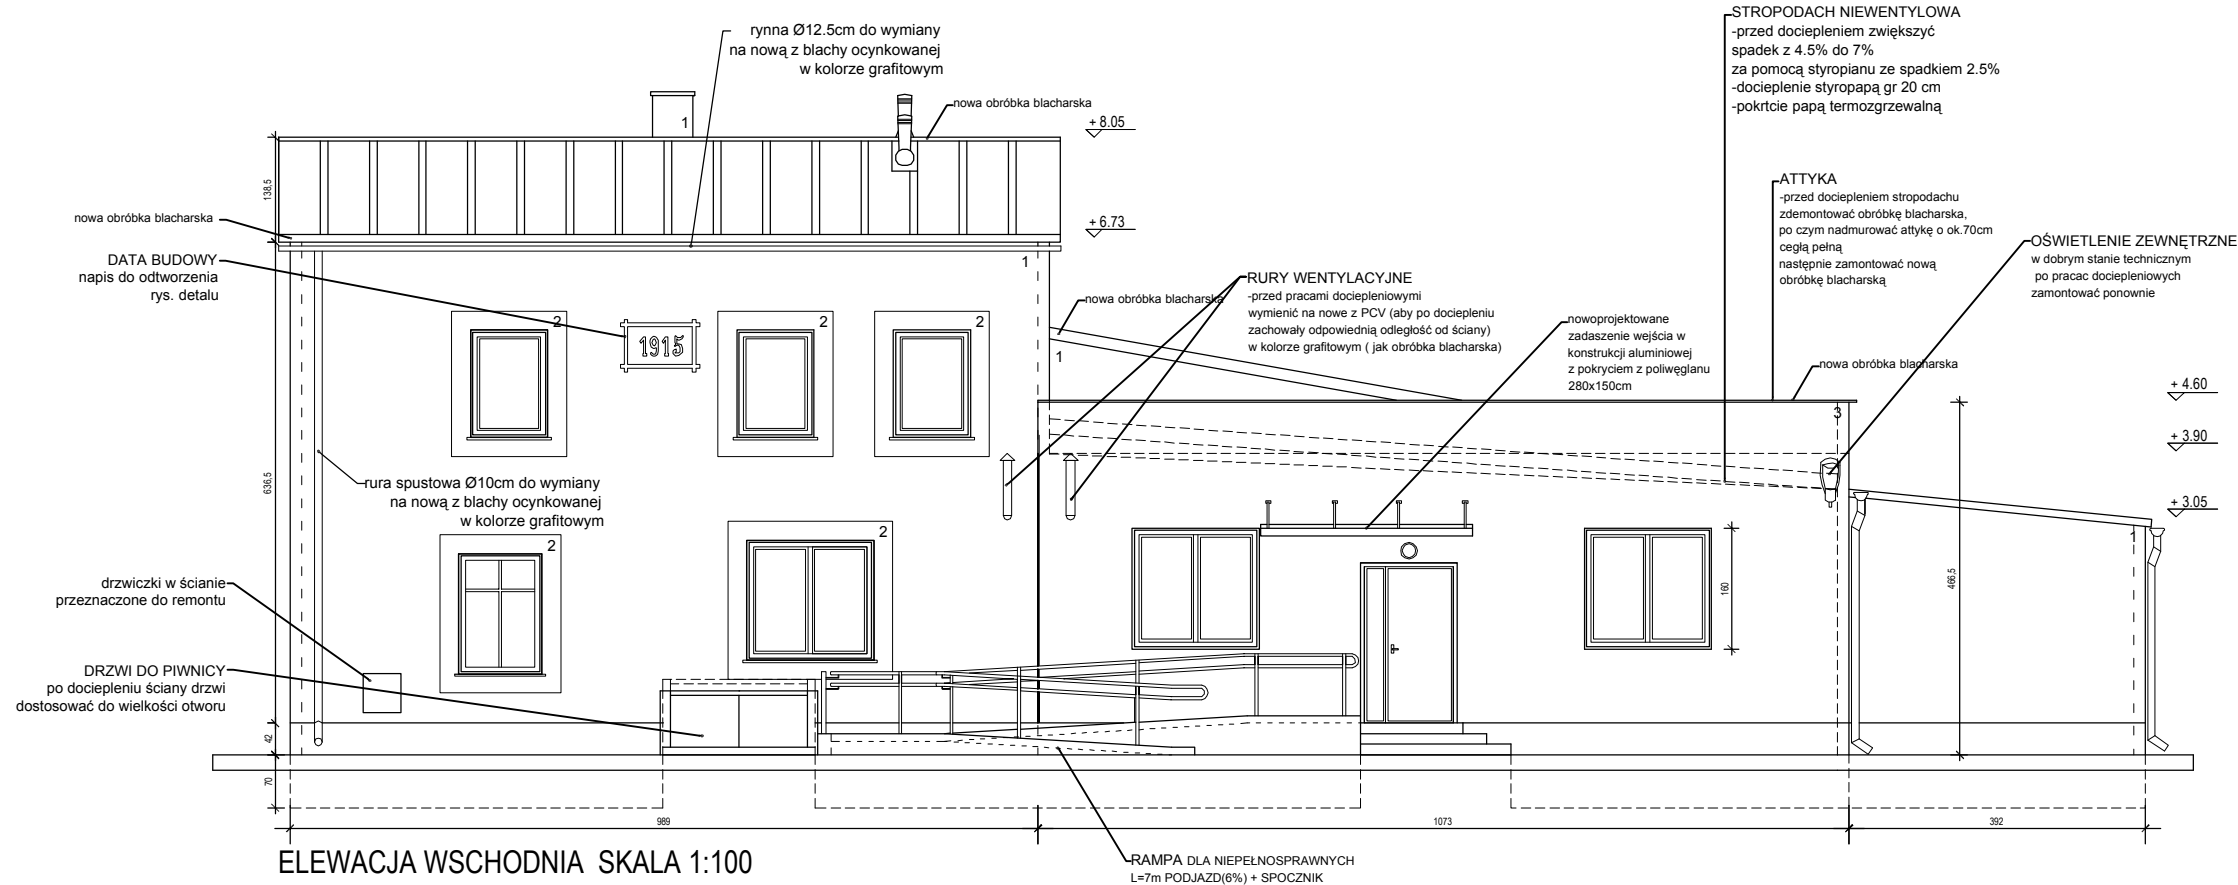 STROPODACH NIEWENTYLOWA
-przed dociepleniem zwiększyć
spadek z 4.5% do 7%
za pomocą styropianu ze spadkiem 2.5%
-docieplenie styropapą gr 20 cm
-pokrtcie papą termozgrzewalną
rynna Ø12.5cm do wymiany
na nową z blachy ocynkowanej
w kolorze grafitowym
nowa obróbka blacharska
1
+ 8.05
138,5
+ 6.73
nowa obróbka blacharska
ATTYKA
-przed dociepleniem stropodachu
zdemontować obróbkę blacharska,
po czym nadmurować attykę o ok.70cm
cegłą pełną
następnie zamontować nową
obróbkę blacharską
OŚWIETLENIE ZEWNĘTRZNE
w dobrym stanie technicznym
po pracac dociepleniowych
zamontować ponownie
DATA BUDOWY
napis do odtworzenia
rys. detalu
1
RURY WENTYLACYJNE
-przed pracami dociepleniowymi
wymienić na nowe z PCV (aby po dociepleniu
zachowały odpowiednią odległość od ściany)
w kolorze grafitowym ( jak obróbka blacharska)
nowa obróbka blacharska
nowoprojektowane
zadaszenie wejścia w
konstrukcji aluminiowej
z pokryciem z poliwęglanu
280x150cm
2
1915
2
2
1
nowa obróbka blacharska
+ 4.60
3
+ 3.90
636,5
rura spustowa Ø10cm do wymiany
na nową z blachy ocynkowanej
w kolorze grafitowym
+ 3.05
2
2
1
drzwiczki w ścianie
przeznaczone do remontu
160
466,5
DRZWI DO PIWNICY
po dociepleniu ściany drzwi
dostosować do wielkości otworu
42
70
989
1073
392
ELEWACJA WSCHODNIA SKALA 1:100
RAMPA DLA NIEPEŁNOSPRAWNYCH
L=7m PODJAZD(6%) + SPOCZNIK